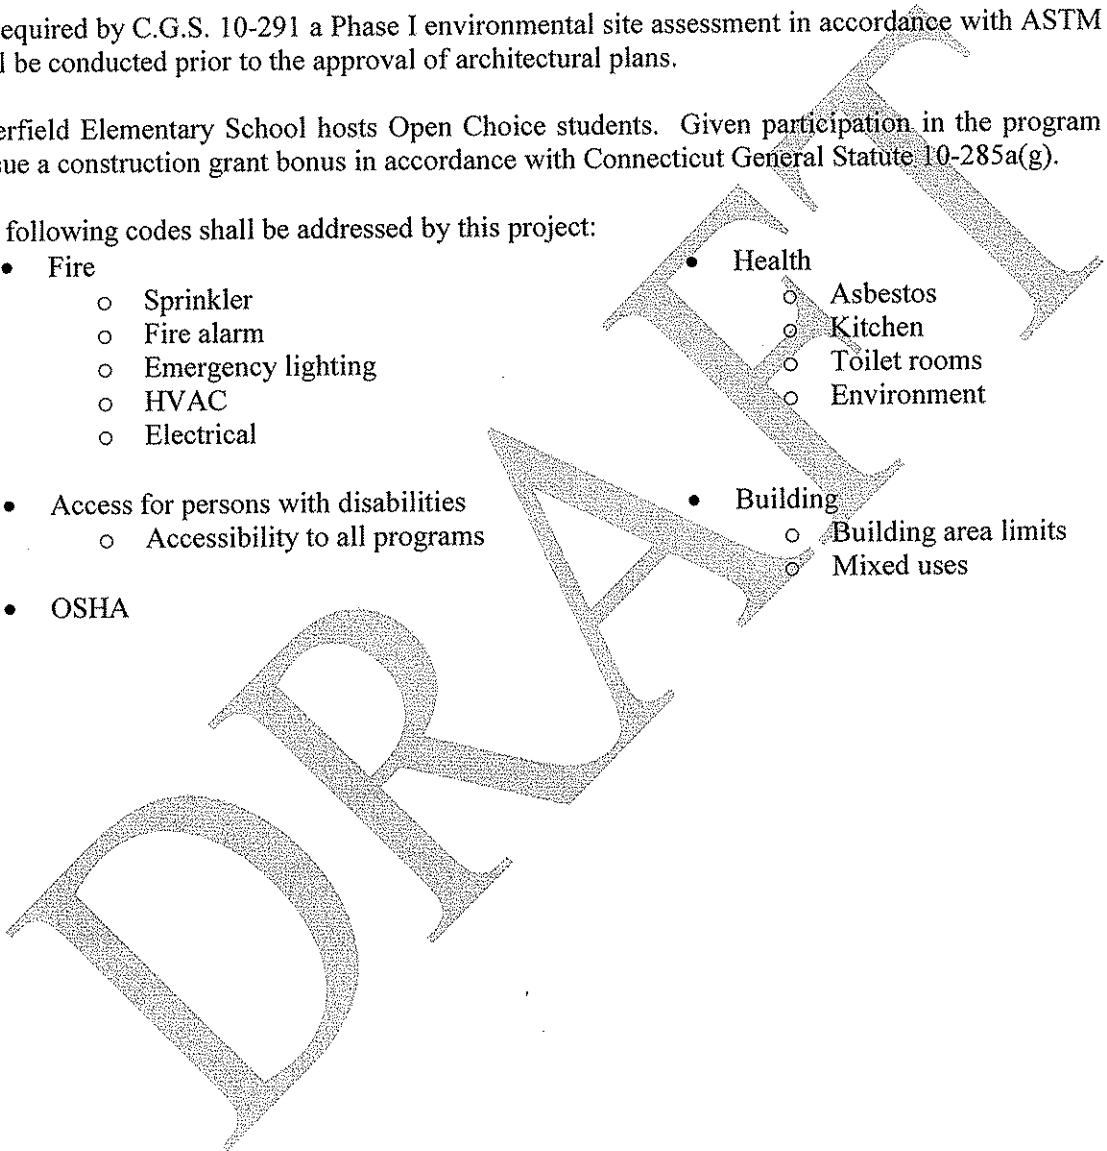 equired by C.G.S. 10-291 a Phase I environmental site assessment in accordance with ASTM
l be conducted prior to the approval of architectural plans.
erfield Elementary School hosts Open Choice students. Given participation in the program
ue a construction grant bonus in accordance with Connecticut General Statute 10-285a(g).
following codes shall be addressed by this project:
• Fire
o Sprinkler
o Fire alarm
o Emergency lighting
o HVAC
o Electrical
• Health
o Asbestos
o Kitchen
o Toilet rooms
o Environment
• Access for persons with disabilities
o Accessibility to all programs
• Building
o Building area limits
o Mixed uses
• OSHA
DRAFT